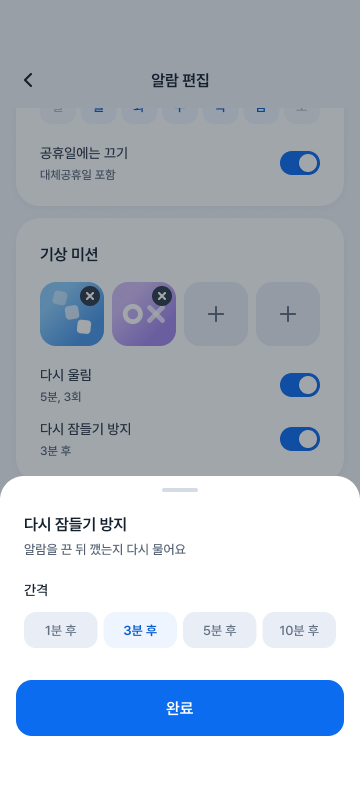 알람 편집
공휴일에는 끄기
대체공휴일 포함
기상 미션
OX
다시 울림
5분, 3회
다시 잠들기 방지
3분 후
다시 잠들기 방지
알람을 끈 뒤 깼는지 다시 물어요
간격
1분 후 3분 후 5분 후 10분 후
완료